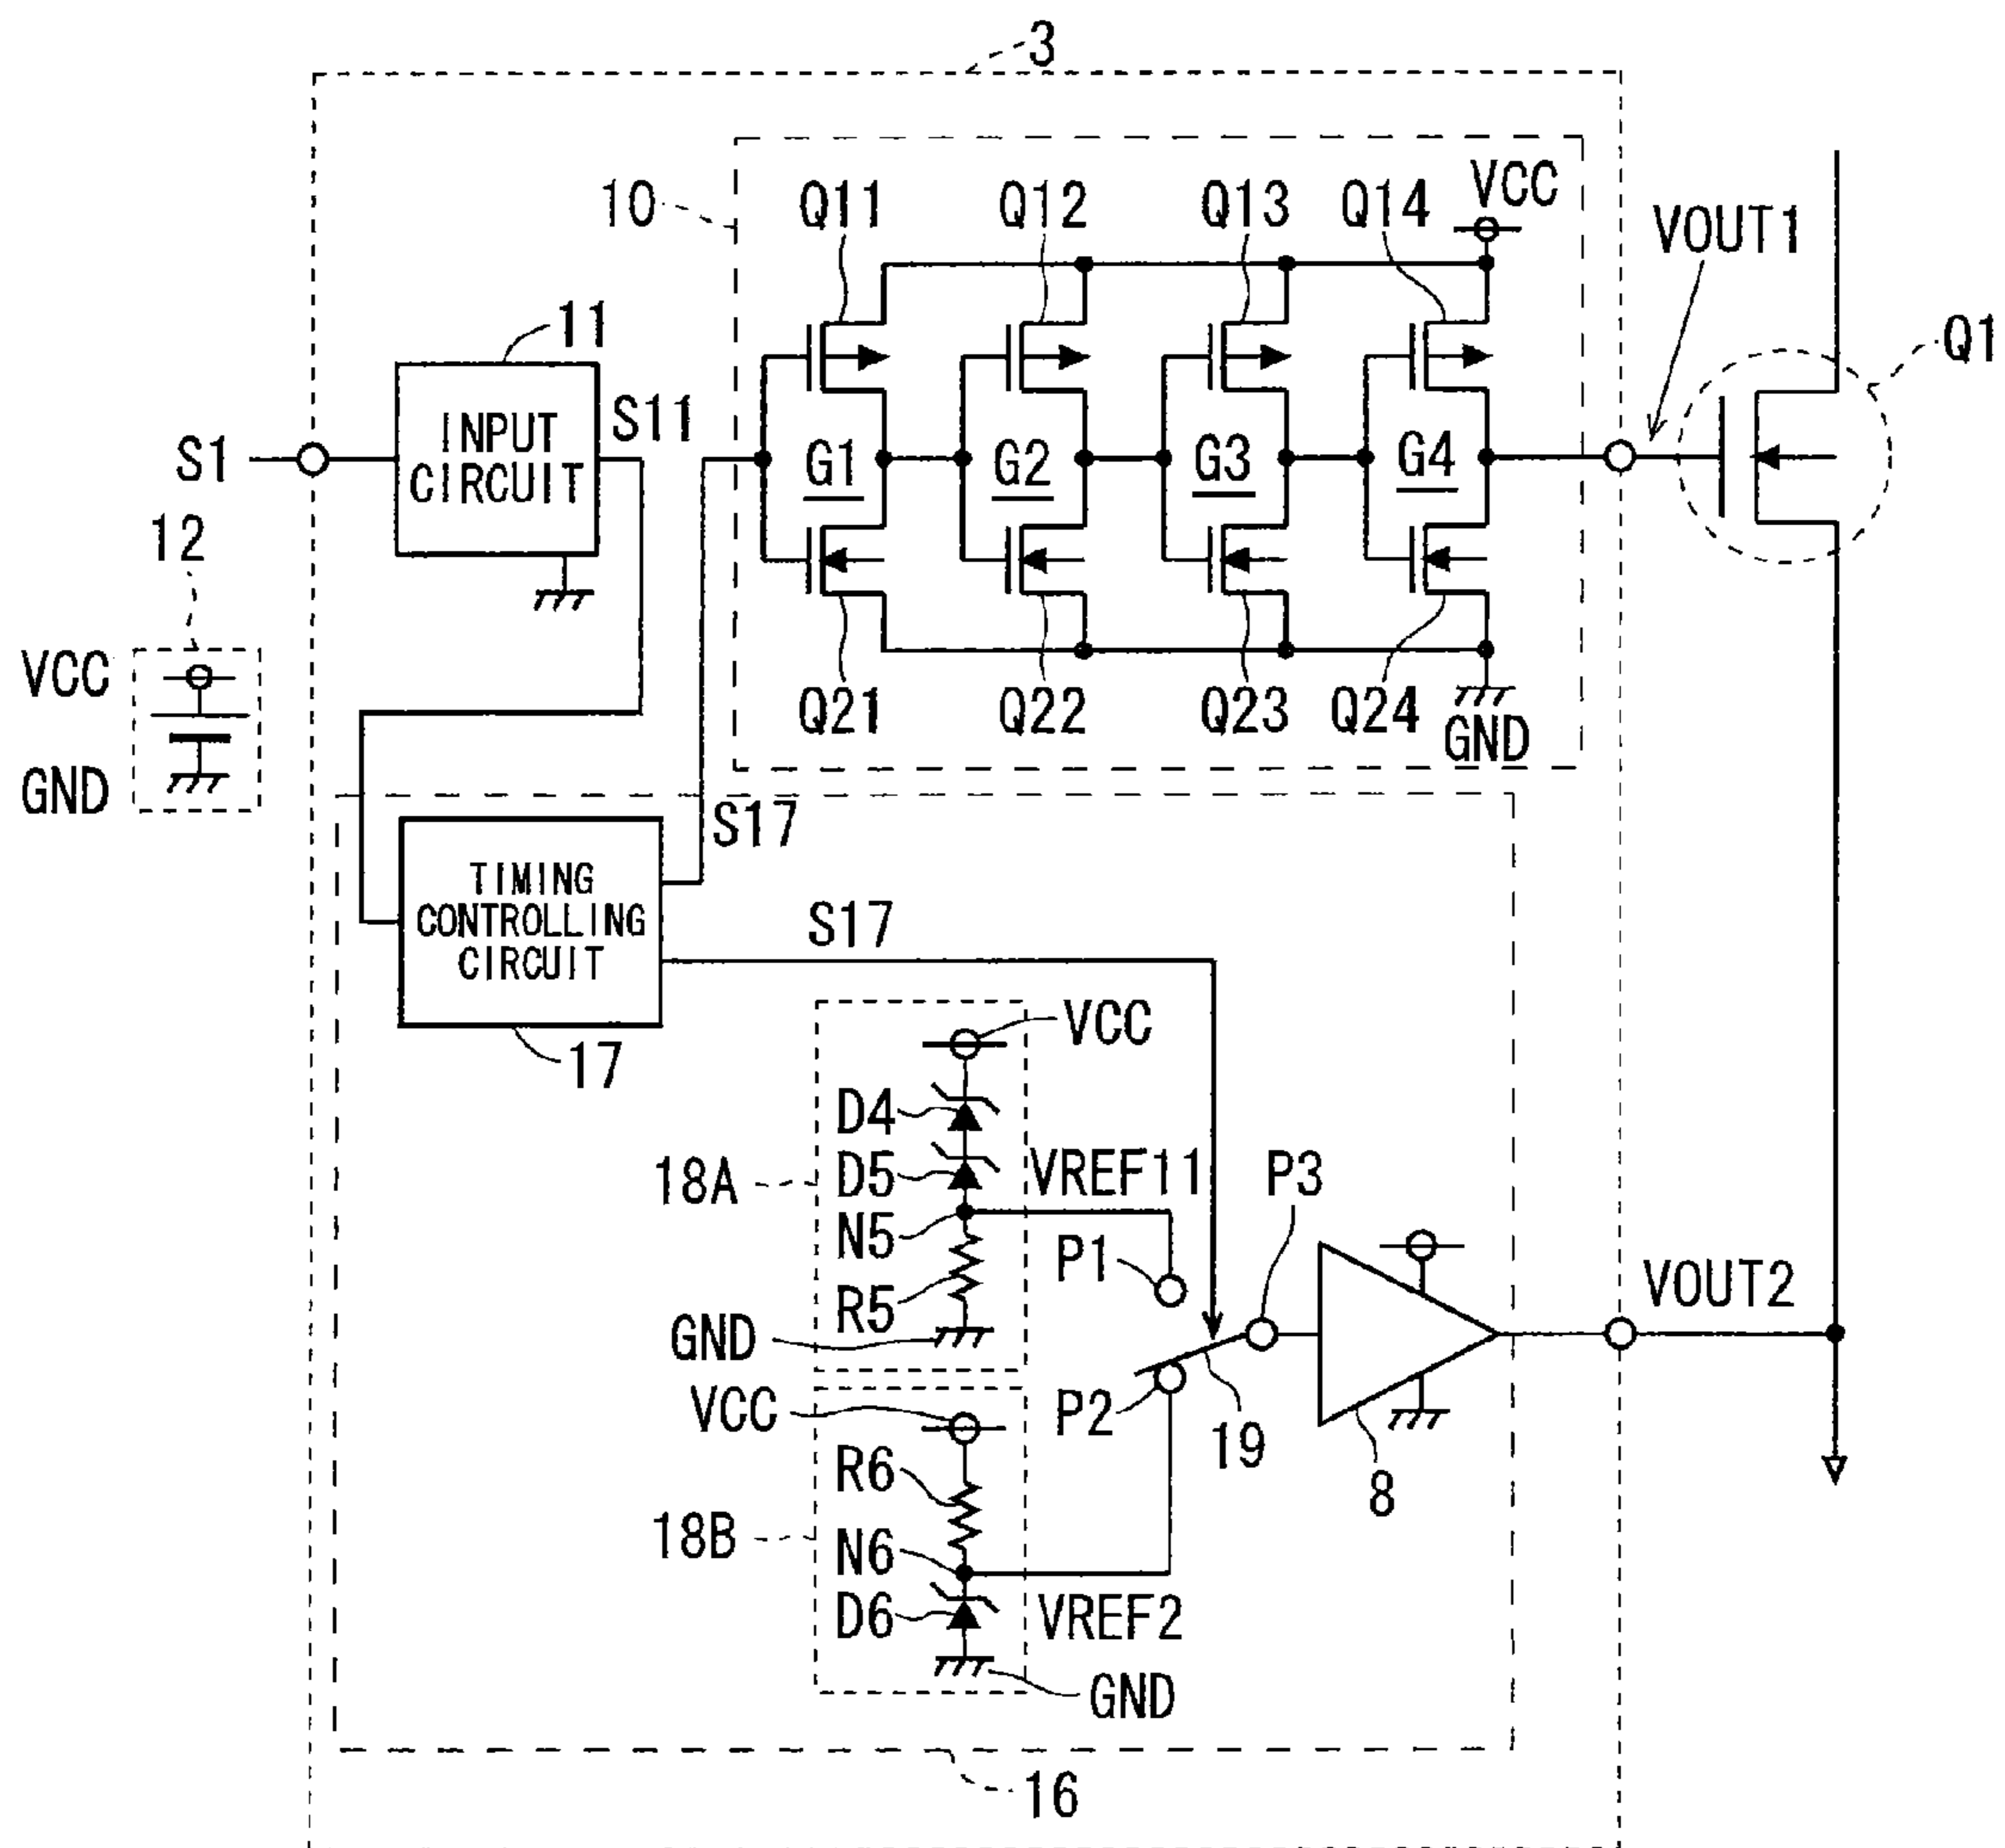 3
10
Q11
Q12
Q13
Q14
VCC
VOUT1
Q1
11
INPUT
CIRCUIT
S11
S1
G1
G2
G3
G4
12
VCC
GND
Q21
Q22
Q23
Q24
GND
S17
TIMING
CONTROLLING
CIRCUIT
S17
17
VCC
D4
18A
D5
VREF11
P3
N5
P1
R5
GND
VOUT2
VCC
P2
19
R6
8
18B
N6
D6
VREF2
GND
16